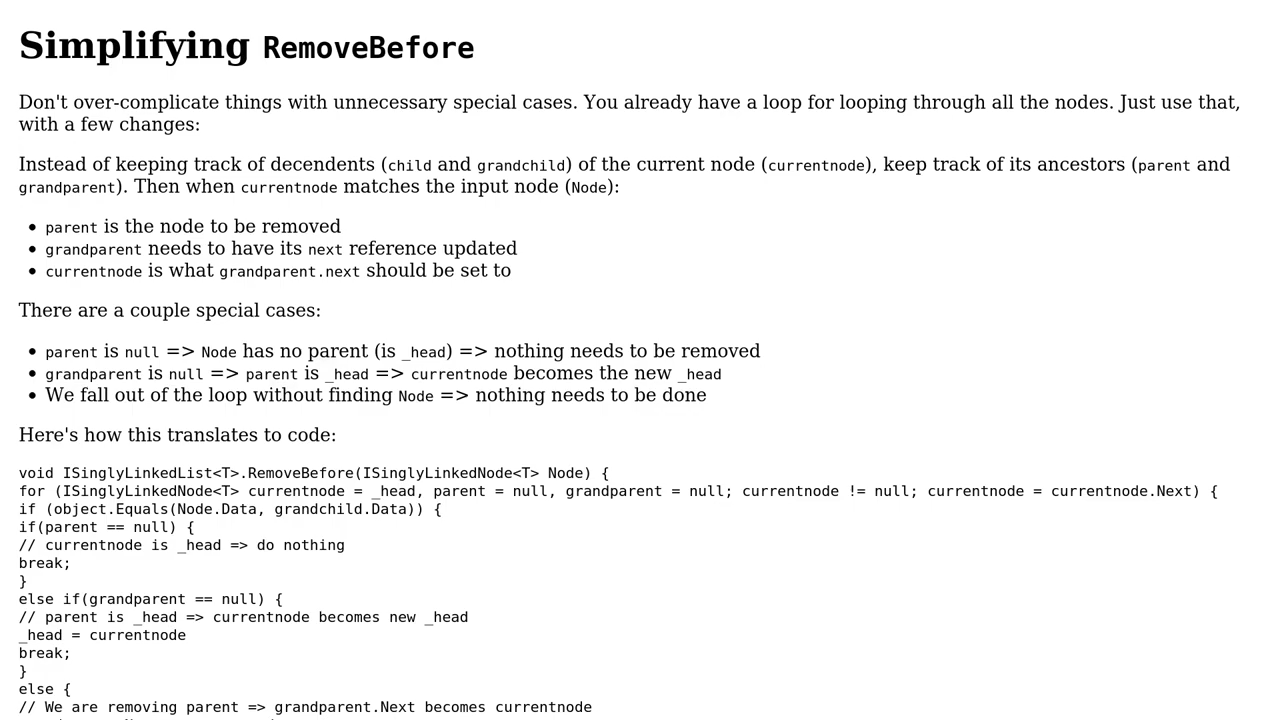 Simplifying RemoveBefore
Don't over-complicate things with unnecessary special cases. You already have a loop for looping through all the nodes. Just use that,
with a few changes:
Instead of keeping track of decendents (child and grandchild) of the current node (currentnode), keep track of its ancestors (parent and
grandparent). Then when currentnode matches the input node (Node):
• parent is the node to be removed
• grandparent needs to have its next reference updated
• currentnode is what grandparent.next should be set to
There are a couple special cases:
• parent is null => Node has no parent (is _head) => nothing needs to be removed
• grandparent is null => parent is _head => currentnode becomes the new _head
• We fall out of the loop without finding Node => nothing needs to be done
Here's how this translates to code:
void ISinglyLinkedList<T>.RemoveBefore(ISinglyLinkedNode<T> Node) {
for (ISinglyLinkedNode<T> currentnode = _head, parent = null, grandparent = null; currentnode != null; currentnode = currentnode.Next) {
if (object.Equals(Node.Data, grandchild.Data)) {
if(parent == null) {
// currentnode is _head => do nothing
break;
}
else if(grandparent == null) {
// parent is _head => currentnode becomes new _head
_head = currentnode
break;
}
else {
// We are removing parent => grandparent.Next becomes currentnode